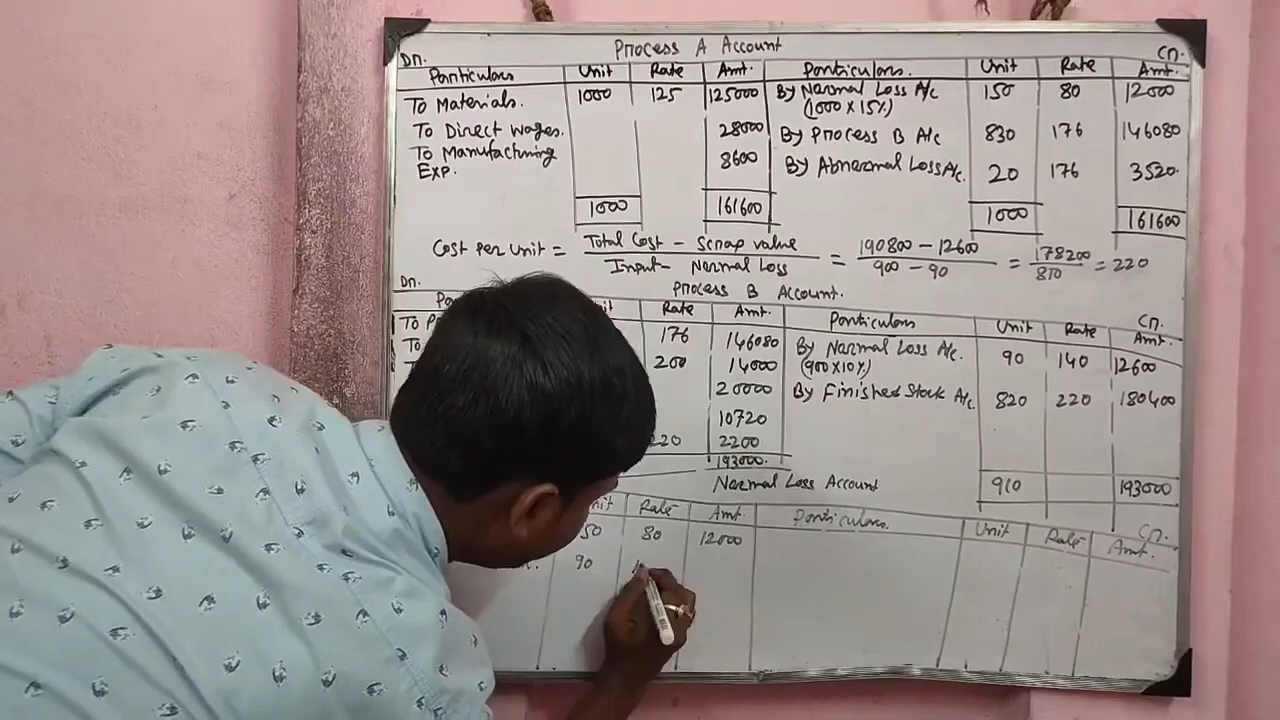 Process A Account
Dr. Cr.
Particulars Unit Rate Amt. Particulars. Unit Rate Amt.
To Materials. 1000 125 125000 By Normal Loss A/c 150 80 12000
(1000 X 15%)
To Direct Wages. 28000 By Process B A/c 830 176 146080
To Manufacturing 8600 By Abnormal Loss A/c. 20 176 3520.
Exp.
1000 161600 1000 161600
Cost per unit = Total Cost - Scrap value / Input - Normal Loss = 190800 - 12600 / 900 - 90 = 178200 / 810 = 220
Process B Account.
Dr. Cr.
Rate Amt. Particulars Unit Rate Amt.
To 176 146080 By Normal Loss A/c. 90 140 12600
To 200 14000 (900 X 10%)
20000 By Finished Stock A/c. 820 220 180400
10720
2200
193000. 910 193000
Normal Loss Account
Cr.
Rate Amt. Particulars. Unit Rate Amt.
80 12000
90